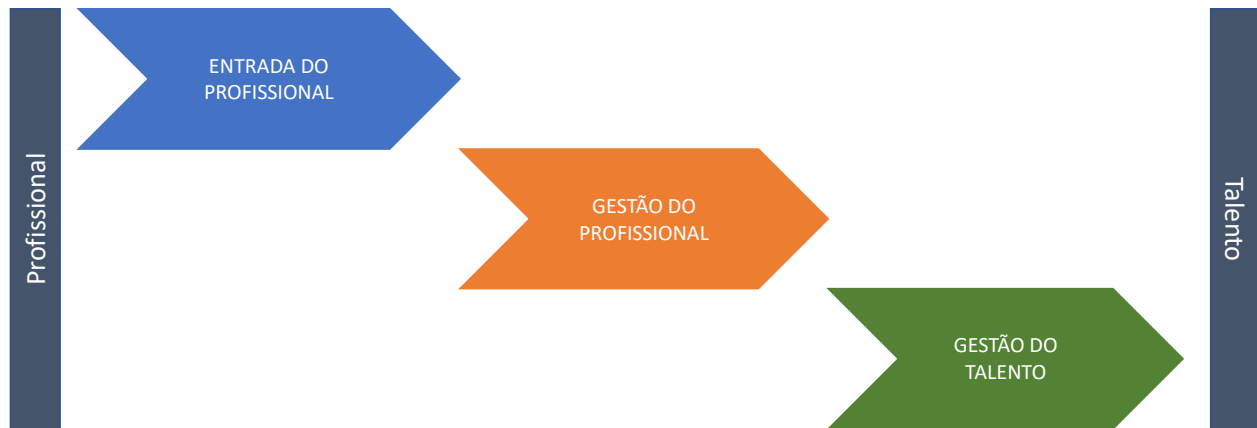 Profissional
ENTRADA DO
PROFISSIONAL
GESTÃO DO
PROFISSIONAL
GESTÃO DO
TALENTO
Talento